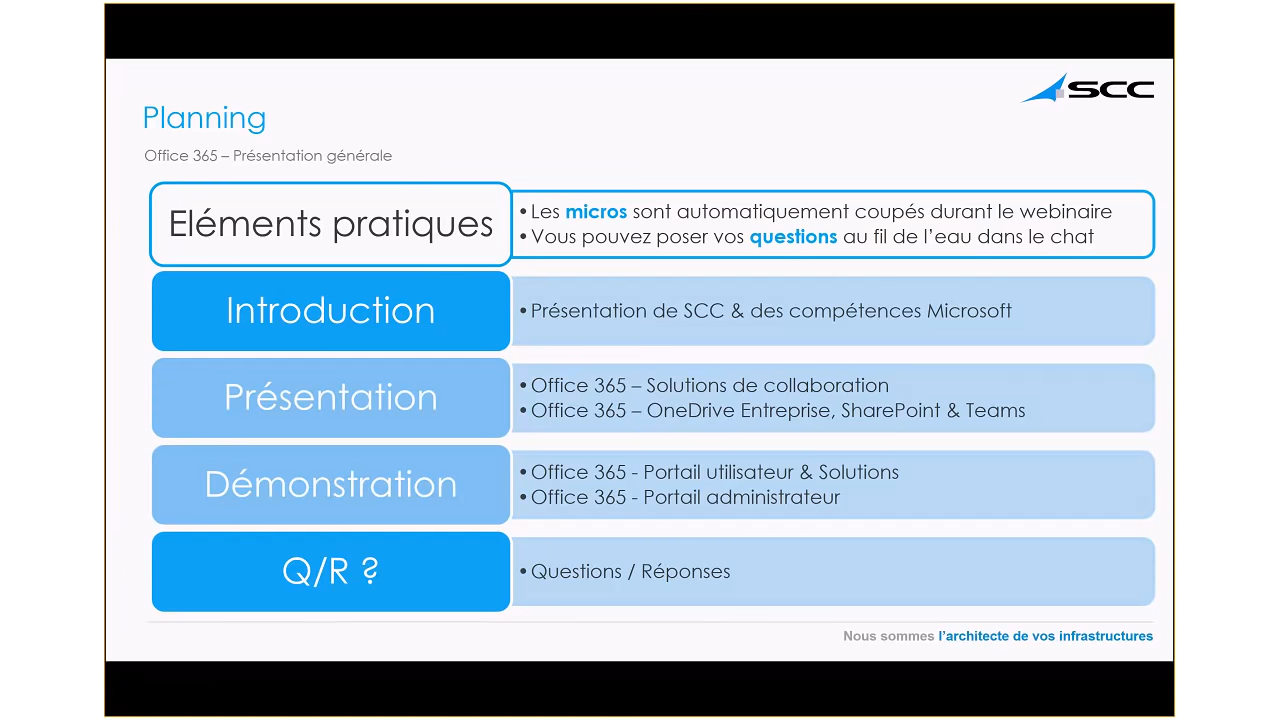 SCC
Planning
Office 365 – Présentation générale
Eléments pratiques
• Les micros sont automatiquement coupés durant le webinaire
• Vous pouvez poser vos questions au fil de l’eau dans le chat
Introduction
• Présentation de SCC & des compétences Microsoft
Présentation
• Office 365 – Solutions de collaboration
• Office 365 – OneDrive Entreprise, SharePoint & Teams
Démonstration
• Office 365 - Portail utilisateur & Solutions
• Office 365 - Portail administrateur
Q/R ?
• Questions / Réponses
Nous sommes l’architecte de vos infrastructures